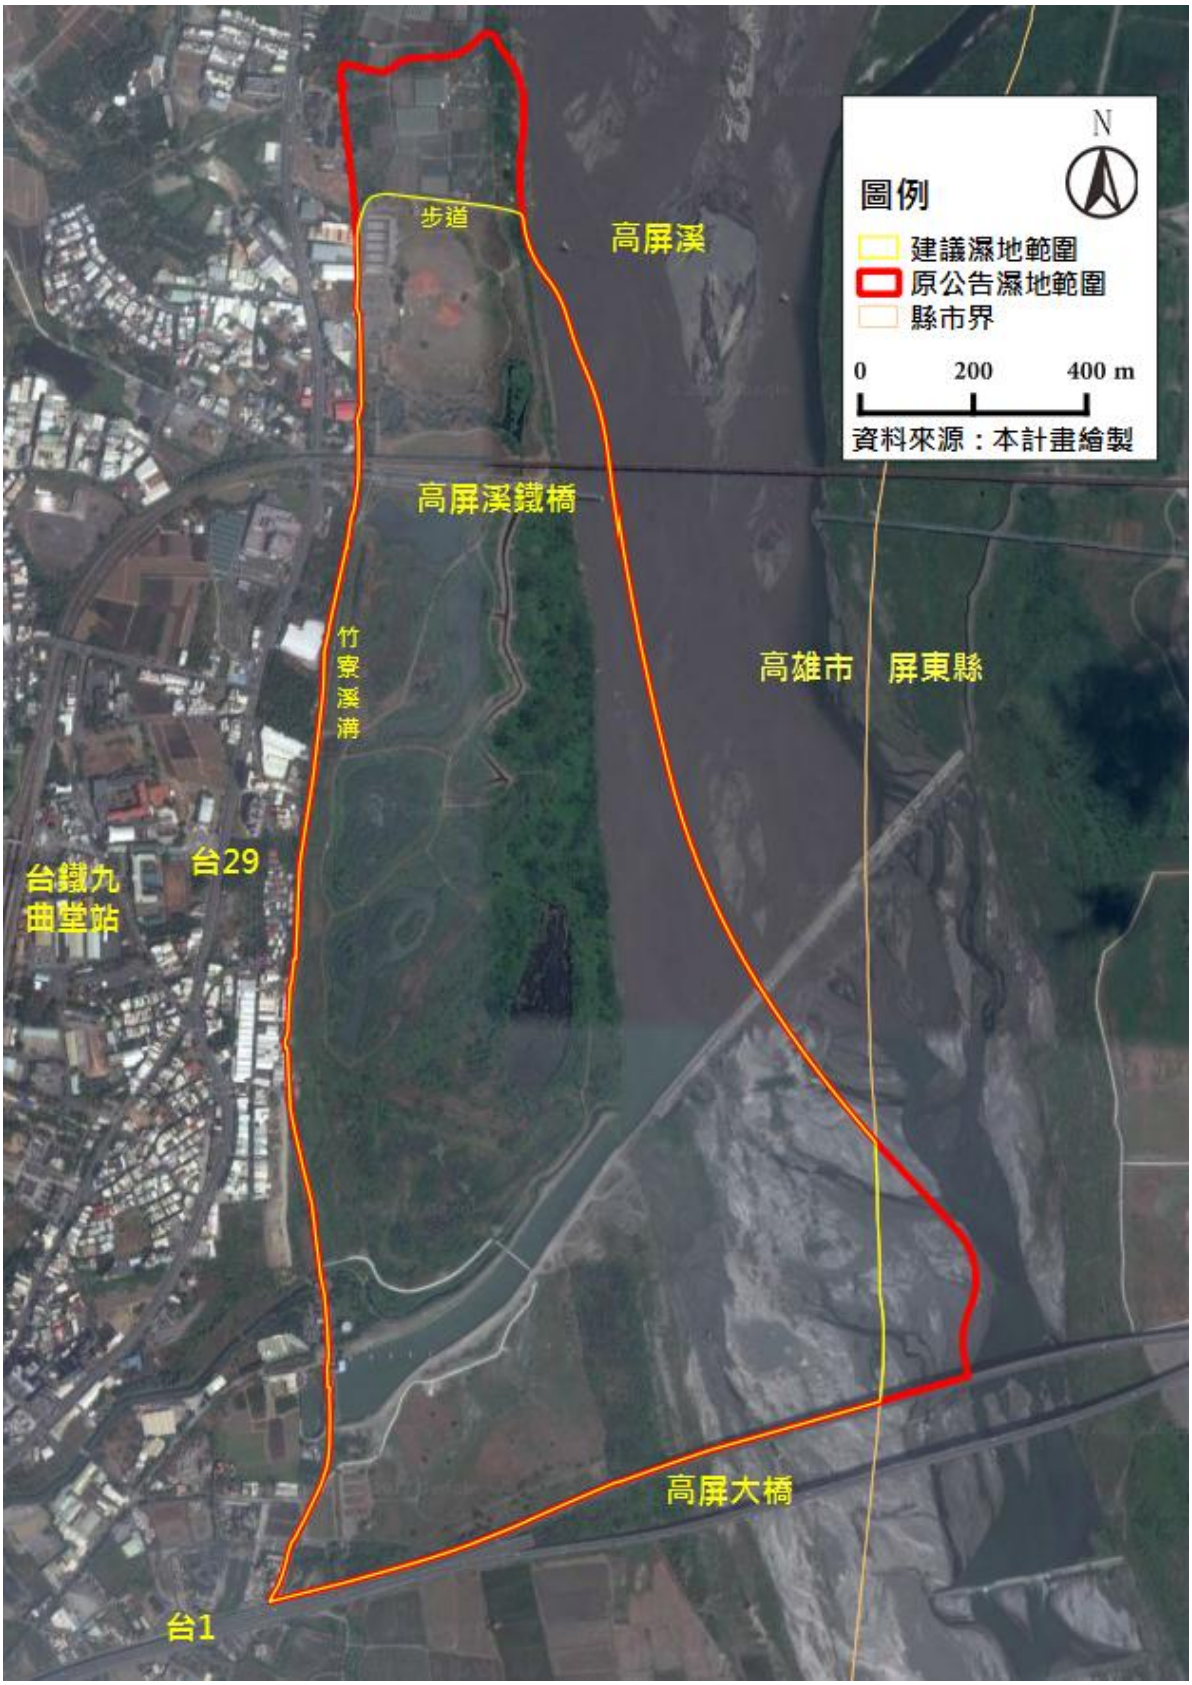 N
圖例
建議濕地範圍
原公告濕地範圍
縣市界
0 200 400 m
資料來源：本計畫繪製
步道
高屏溪
高屏溪鐵橋
竹寮溪溝
高雄市 屏東縣
台29
台鐵九
曲堂站
高屏大橋
台1